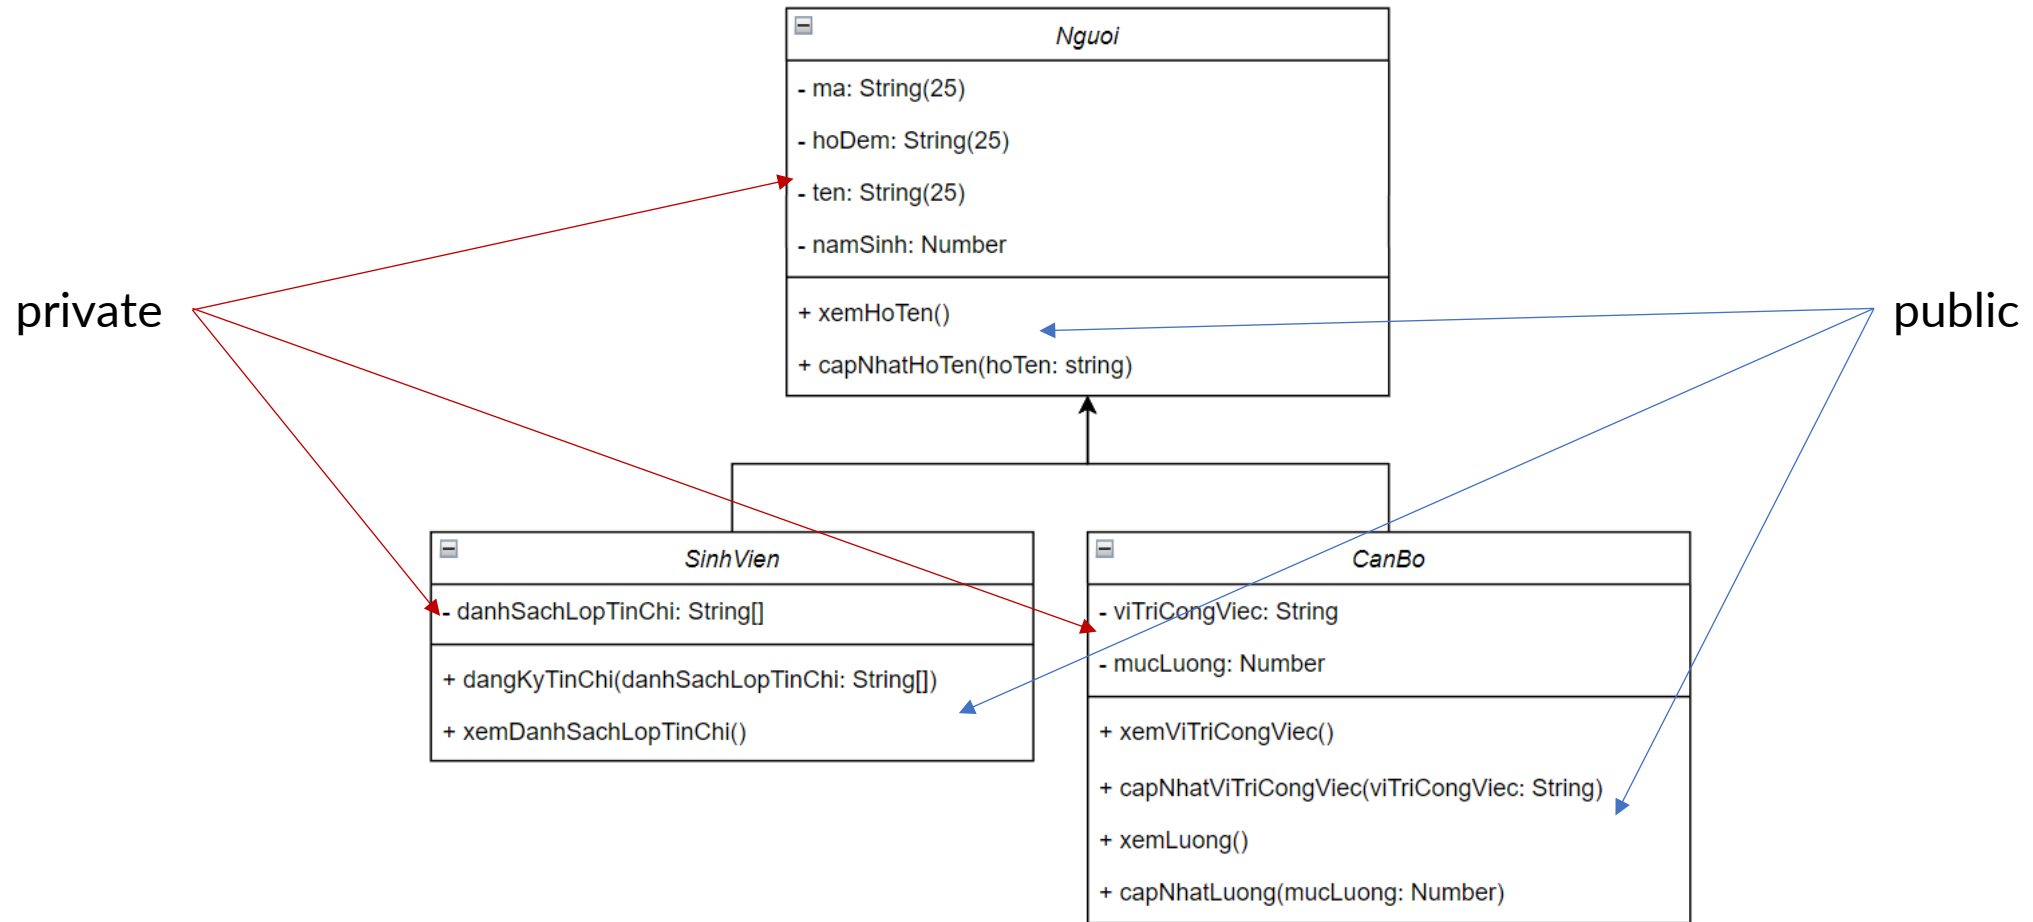 Nguoi
- ma: String(25)
- hoDem: String(25)
- ten: String(25)
- namSinh: Number
+ xemHoTen()
+ capNhatHoTen(hoTen: string)
private
public
SinhVien
- danhSachLopTinChi: String[]
+ dangKyTinChi(danhSachLopTinChi: String[])
+ xemDanhSachLopTinChi()
CanBo
- viTriCongViec: String
- mucLuong: Number
+ xemViTriCongViec()
+ capNhatViTriCongViec(viTriCongViec: String)
+ xemLuong()
+ capNhatLuong(mucLuong: Number)